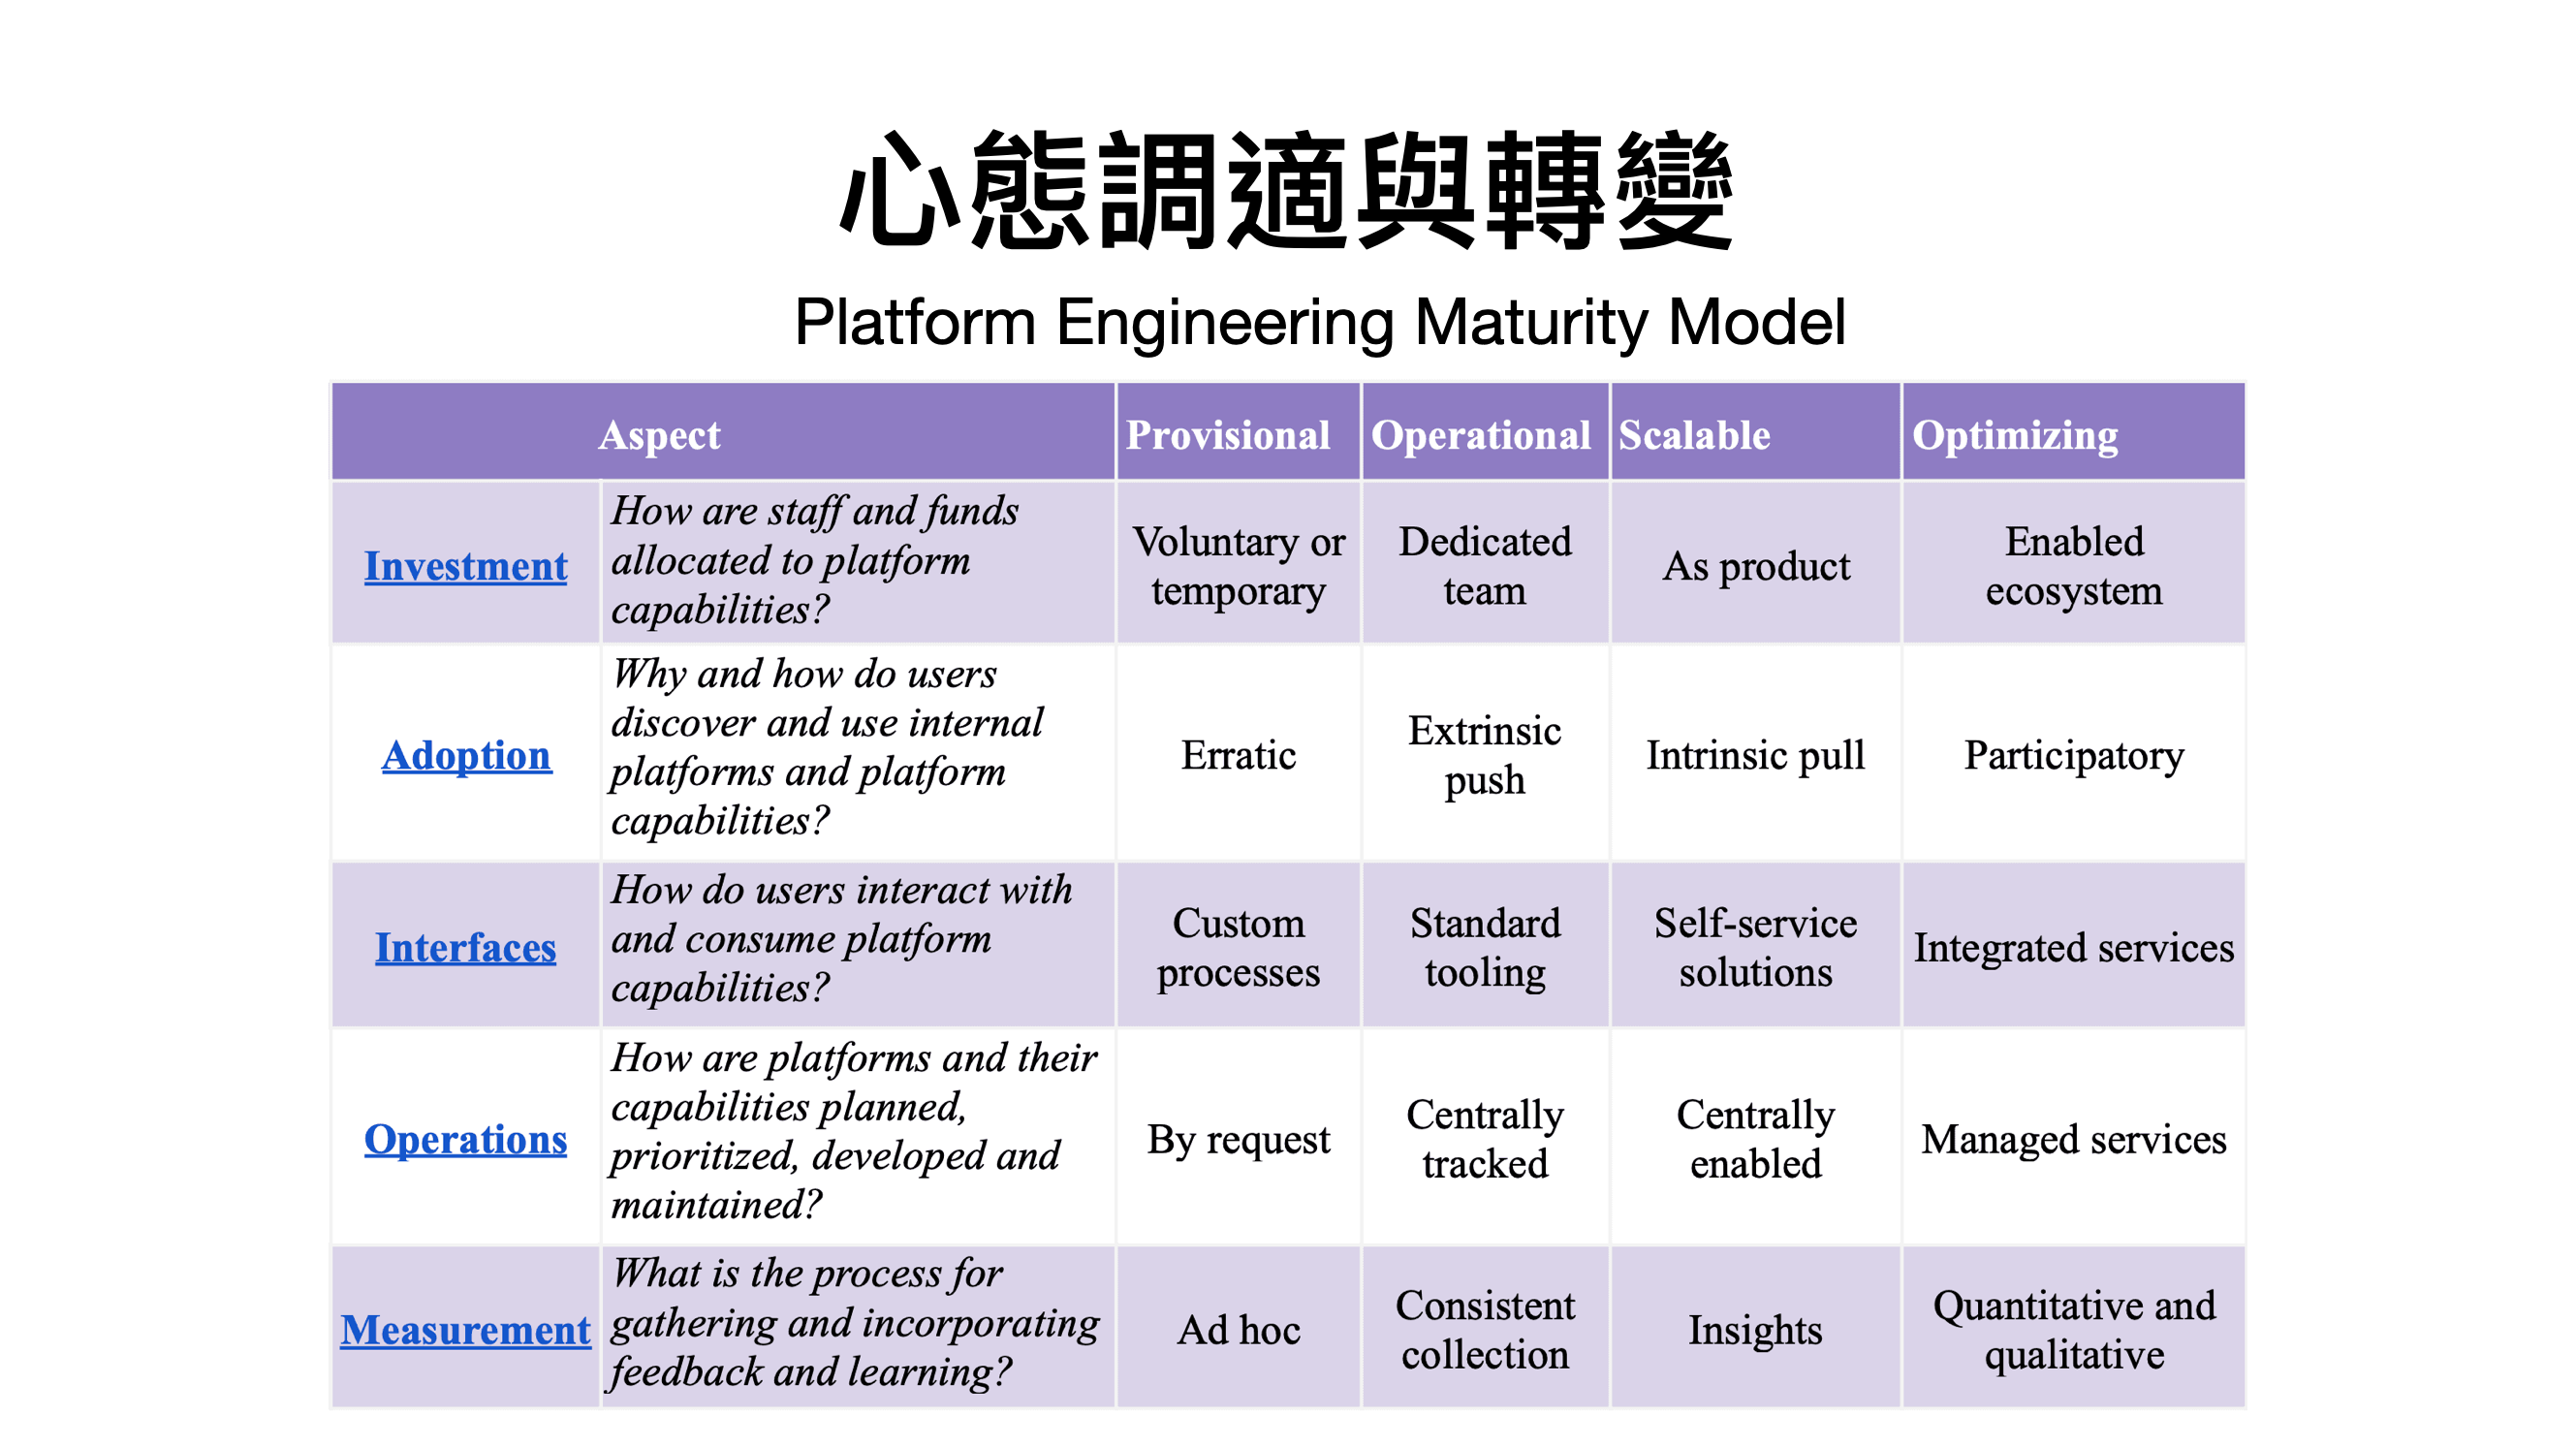 心態調適與轉變
Platform Engineering Maturity Model
Aspect Provisional Operational Scalable Optimizing
Investment
How are staff and funds
allocated to platform
capabilities?
Voluntary or
temporary
Dedicated
team
As product
Enabled
ecosystem
Adoption
Why and how do users
discover and use internal
platforms and platform
capabilities?
Erratic
Extrinsic
push
Intrinsic pull
Participatory
Interfaces
How do users interact with
and consume platform
capabilities?
Custom
processes
Standard
tooling
Self-service
solutions
Integrated services
Operations
How are platforms and their
capabilities planned,
prioritized, developed and
maintained?
By request
Centrally
tracked
Centrally
enabled
Managed services
Measurement
What is the process for
gathering and incorporating
feedback and learning?
Ad hoc
Consistent
collection
Insights
Quantitative and
qualitative